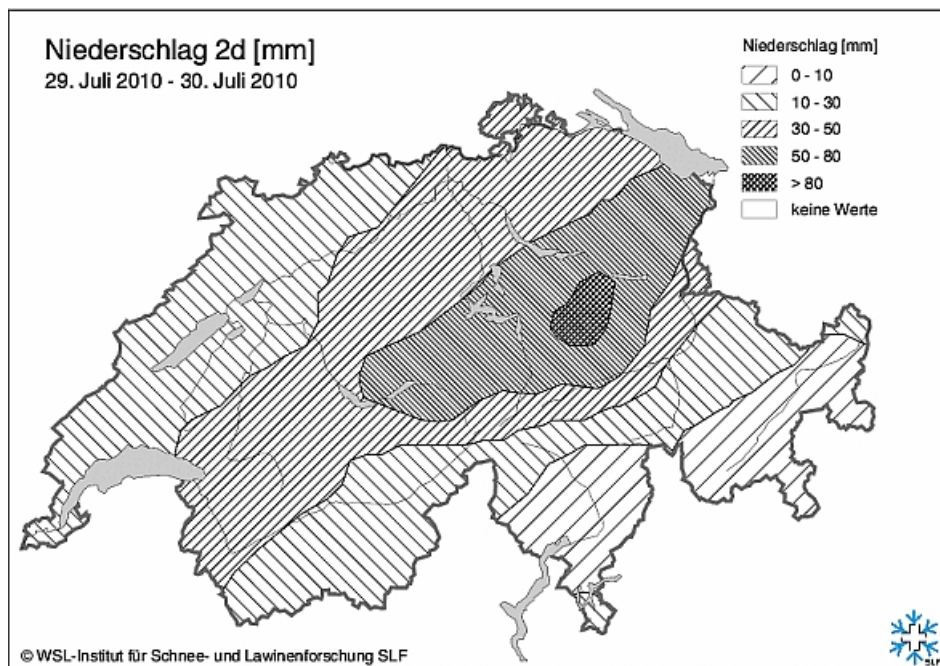 Niederschlag 2d [mm]
29. Juli 2010 - 30. Juli 2010
Niederschlag [mm]
0 - 10
10 - 30
30 - 50
50 - 80
> 80
keine Werte
© WSL-Institut für Schnee- und Lawinenforschung SLF
SLF